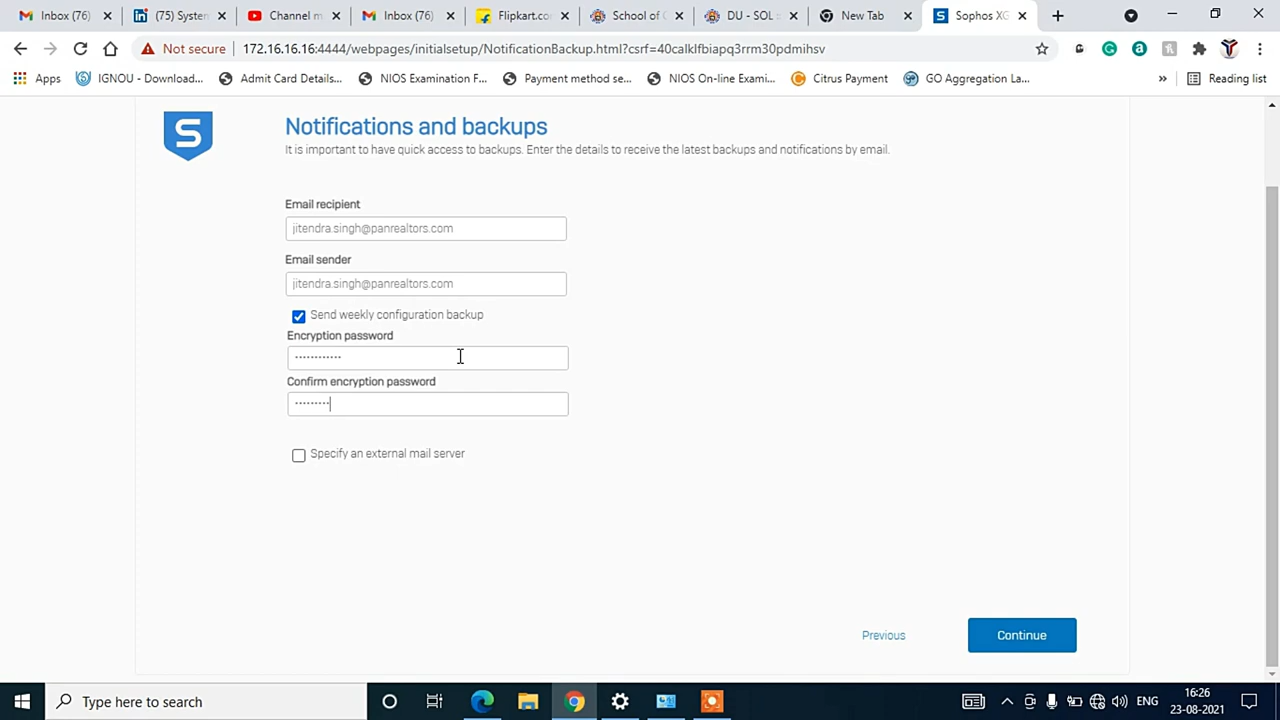 Inbox (76)
(75) System
Channel m
Inbox (76)
Flipkart.co
School of
DU - SOL
New Tab
Sophos XG
Not secure
172.16.16.16:4444/webpages/initialsetup/NotificationBackup.html?csrf=40calklfbiapq3rrm30pdmihsv
Apps
IGNOU - Download...
Admit Card Details...
NIOS Examination F...
Payment method se...
NIOS On-line Exami...
Citrus Payment
GO Aggregation La...
»
Reading list
S
Notifications and backups
It is important to have quick access to backups. Enter the details to receive the latest backups and notifications by email.
Email recipient
jitendra.singh@panrealtors.com
Email sender
jitendra.singh@panrealtors.com
Send weekly configuration backup
Encryption password
Confirm encryption password
Specify an external mail server
Previous
Continue
Type here to search
ENG
16:26
23-08-2021